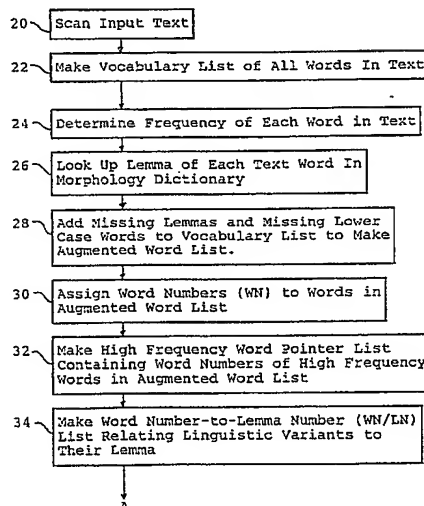 20 Scan Input Text
22 Make Vocabulary List of All Words In Text
24 Determine Frequency of Each Word in Text
26 Look Up Lemma of Each Text Word In
Morphology Dictionary
28 Add Missing Lemmas and Missing Lower
Case Words to Vocabulary List to Make
Augmented Word List.
30 Assign Word Numbers (WN) to Words in
Augmented Word List
32 Make High Frequency Word Pointer List
Containing Word Numbers of High Frequency
Words in Augmented Word List
34 Make Word Number-to-Lemma Number (WN/LN)
List Relating Linguistic Variants to
Their Lemma